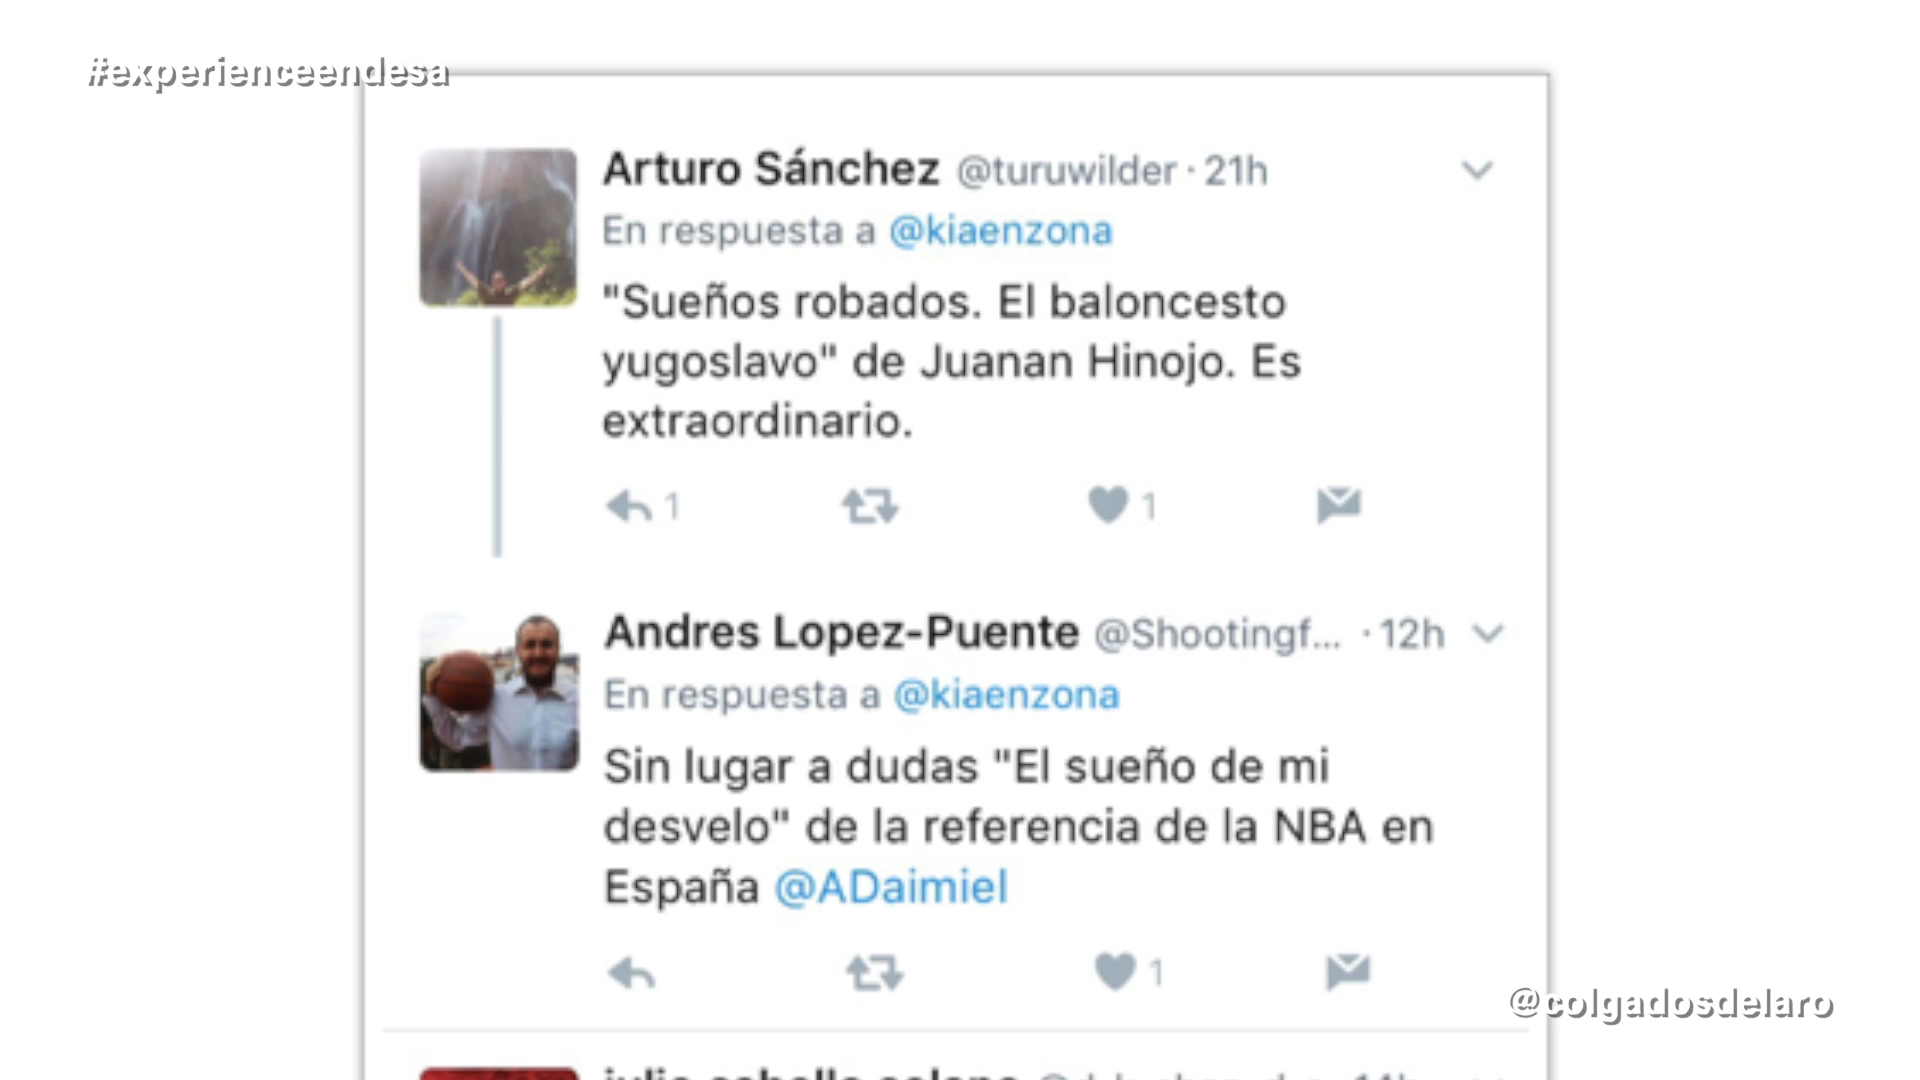 #experienceendesa
Arturo Sánchez @turuwilder · 21h
En respuesta a @kiaenzona
"Sueños robados. El baloncesto
yugoslavo" de Juanan Hinojo. Es
extraordinario.
1 1
Andres Lopez-Puente @Shootingf... · 12h
En respuesta a @kiaenzona
Sin lugar a dudas "El sueño de mi
desvelo" de la referencia de la NBA en
España @ADaimiel
1
@colgadosdelaro